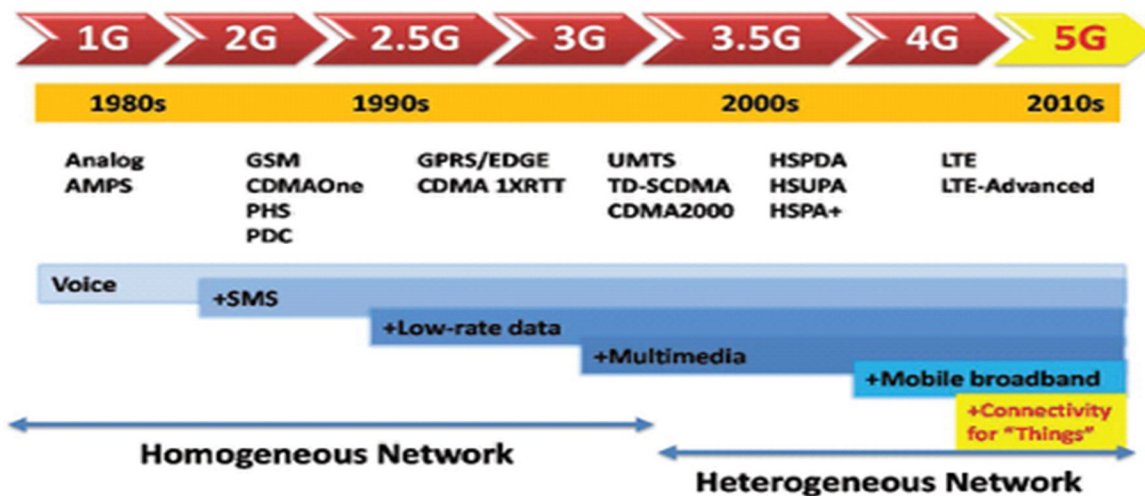 1G 2G 2.5G 3G 3.5G 4G 5G
1980s 1990s 2000s 2010s
Analog GSM GPRS/EDGE UMTS HSPDA LTE
AMPS CDMAOne CDMA 1XRTT TD-SCDMA HSUPA LTE-Advanced
PHS CDMA2000 HSPA+
PDC
Voice
+SMS
+Low-rate data
+Multimedia
+Mobile broadband
+Connectivity
for "Things"
Homogeneous Network
Heterogeneous Network